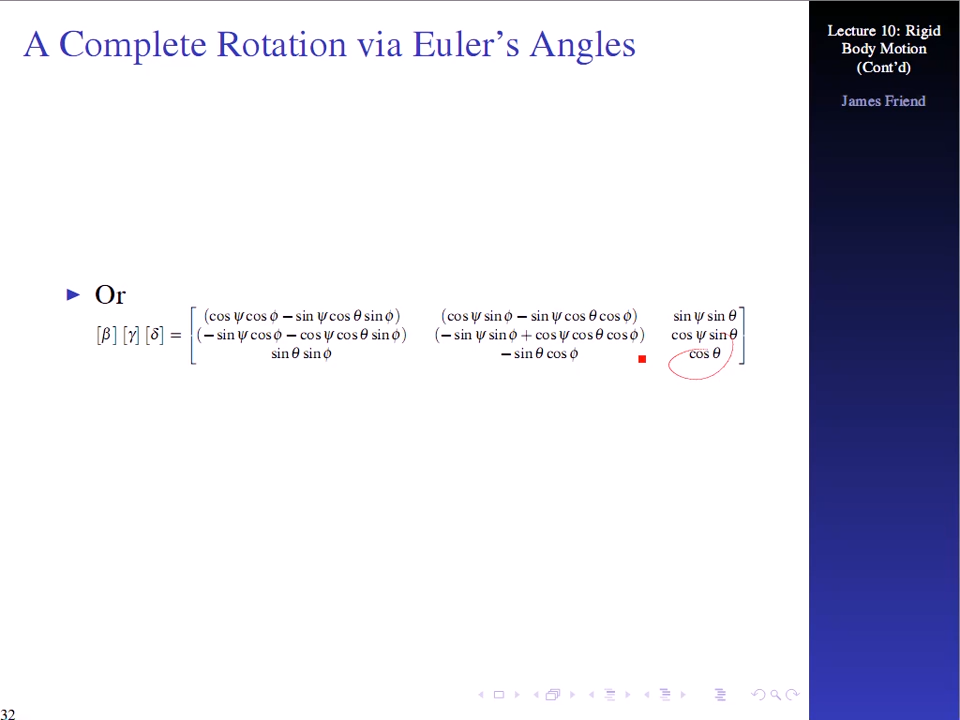 A Complete Rotation via Euler's Angles
Lecture 10: Rigid
Body Motion
(Cont'd)
James Friend
▶ Or
[β] [γ] [δ] = [ (cos ψ cos ϕ − sin ψ cos θ sin ϕ) (cos ψ sin ϕ − sin ψ cos θ cos ϕ) sin ψ sin θ
(− sin ψ cos ϕ − cos ψ cos θ sin ϕ) (− sin ψ sin ϕ + cos ψ cos θ cos ϕ) cos ψ sin θ
sin θ sin ϕ − sin θ cos ϕ cos θ ]
32